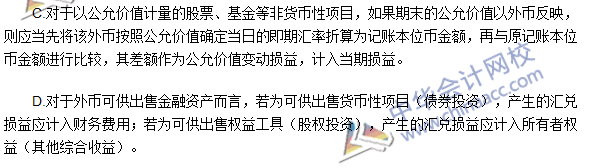 C.对于以公允价值计量的股票、基金等非货币性项目，如果期末的公允价值以外币反映，
则应当先将该外币按照公允价值确定当日的即期汇率折算为记账本位币金额，再与原记账本位
币金额进行比较，其差额作为公允价值变动损益，计入当期损益。
D.对于外币可供出售金融资产而言，若为可供出售货币性项目（债券投资），产生的汇兑
损益应计入财务费用；若为可供出售权益工具（股权投资），产生的汇兑损益应计入所有者权
益（其他综合收益）。
中华会计网校
www.chinaacc.com